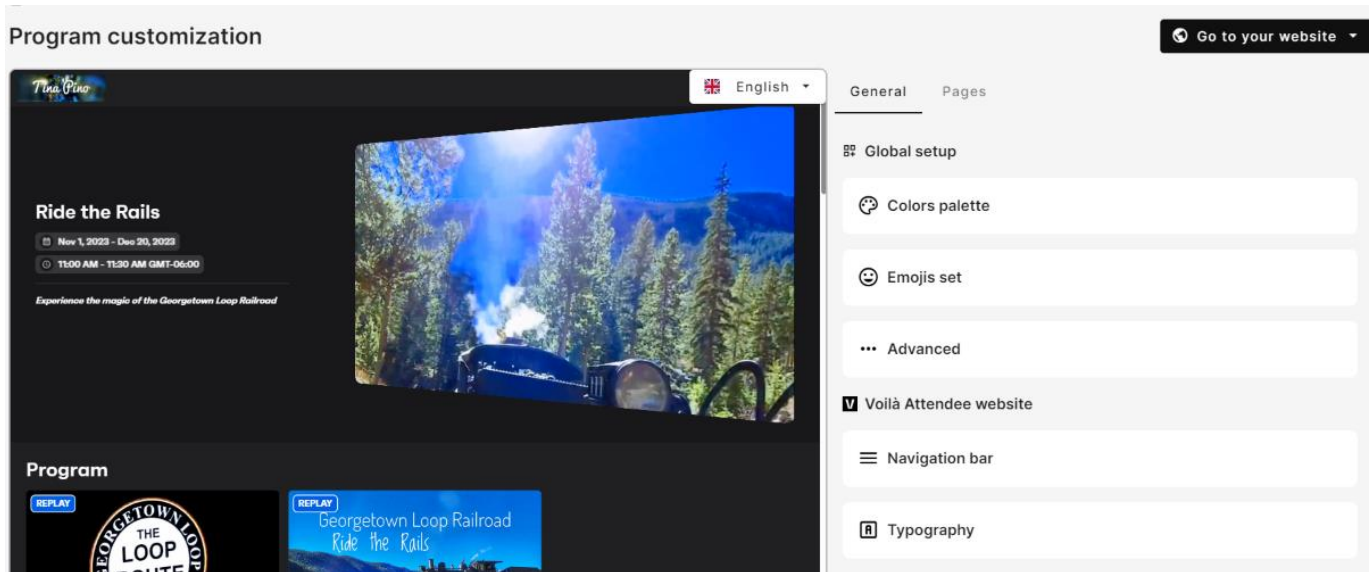 Program customization
Go to your website
Tina Pino
English
General
Pages
Global setup
Colors palette
Emojis set
Advanced
Voilà Attendee website
Navigation bar
Typography
Ride the Rails
Nov 1, 2023 - Dec 20, 2023
11:00 AM - 11:30 AM GMT-06:00
Experience the magic of the Georgetown Loop Railroad
Program
REPLAY
GEORGETOWN LOOP
THE
LOOP
ROUTE
REPLAY
Georgetown Loop Railroad
Ride the Rails